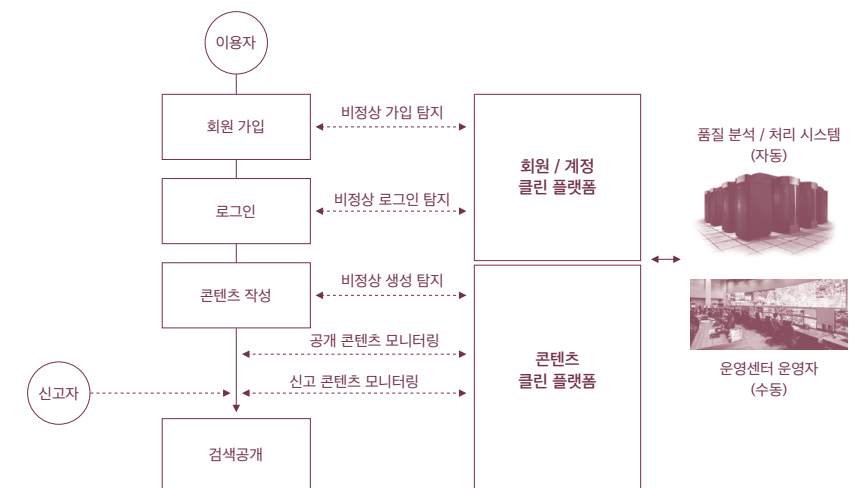 이용자
회원 가입
비정상 가입 탐지
회원 / 계정
클린 플랫폼
품질 분석 / 처리 시스템
(자동)
로그인
비정상 로그인 탐지
콘텐츠 작성
비정상 생성 탐지
공개 콘텐츠 모니터링
콘텐츠
클린 플랫폼
신고자
신고 콘텐츠 모니터링
운영센터 운영자
(수동)
검색공개